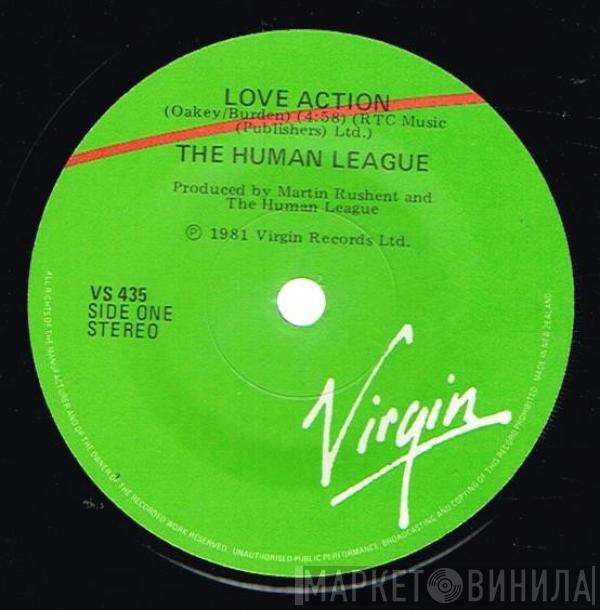 LOVE ACTION
(Oakey/Burden) (4:58) (RTC Music
(Publishers) Ltd.)
THE HUMAN LEAGUE
Produced by Martin Rushent and
The Human League
℗ 1981 Virgin Records Ltd.
VS 435
SIDE ONE
STEREO
Virgin
ALL RIGHTS OF THE MANUFACTURER AND OF THE OWNER OF THE RECORDED WORK RESERVED. UNAUTHORISED PUBLIC PERFORMANCE, BROADCASTING AND COPYING OF THIS RECORD PROHIBITED. MADE IN NEW ZEALAND.
МАРКЕТ ВИНИЛА